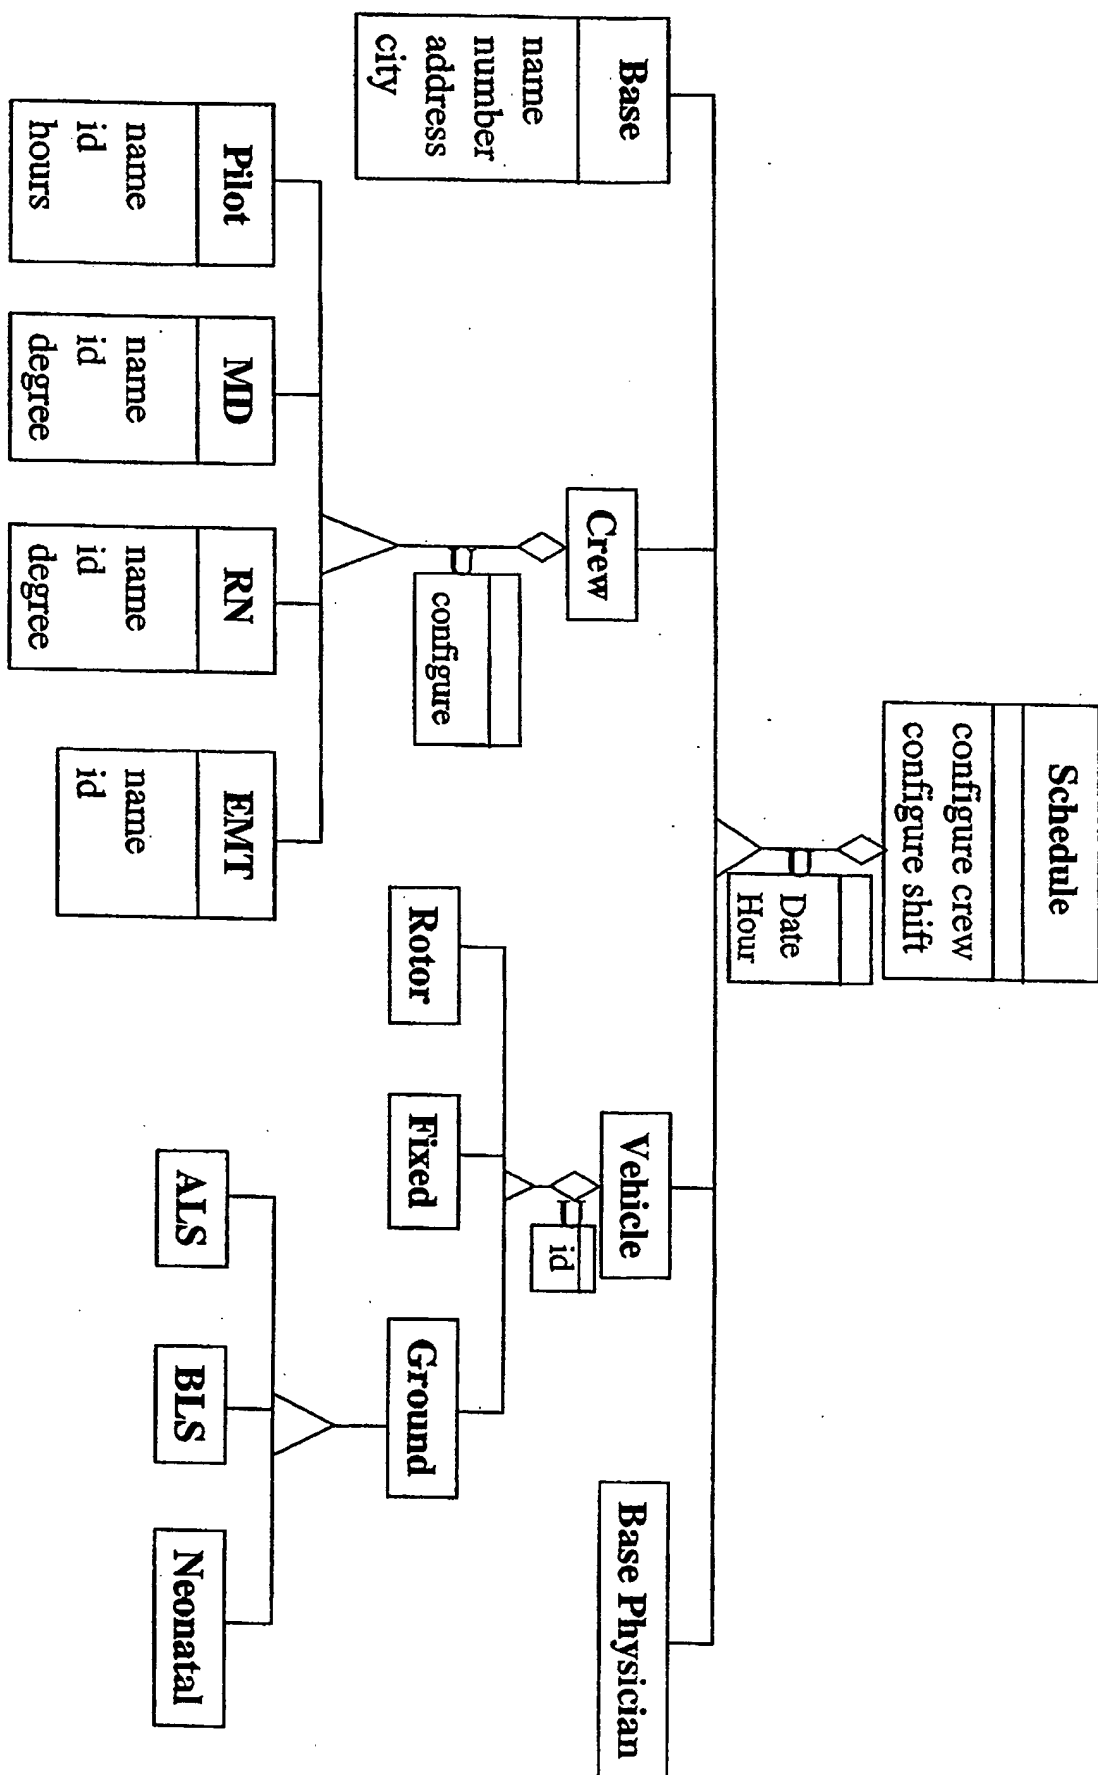 Schedule
configure crew
configure shift
Date
Hour
Base
name
number
address
city
Crew
configure
Vehicle
id
Base Physician
Pilot
name
id
hours
MD
name
id
degree
RN
name
id
degree
EMT
name
id
Rotor
Fixed
Ground
ALS
BLS
Neonatal